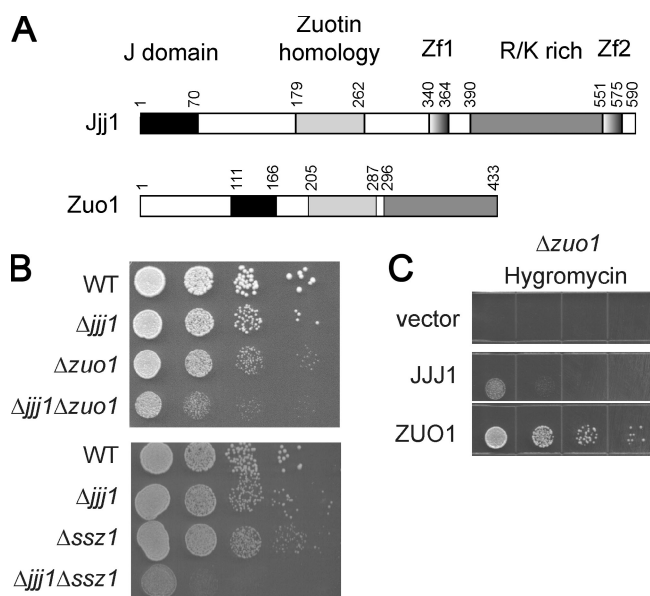 A
J domain
Zuotin homology
Zf1
R/K rich
Zf2
1 70 179 262 340 364 390 551 575 590
Jjj1
1 111 166 205 287 296 433
Zuo1
B
WT
Δjjj1
Δzuo1
Δjjj1Δzuo1
WT
Δjjj1
Δssz1
Δjjj1Δssz1
C
Δzuo1
Hygromycin
vector
JJJ1
ZUO1